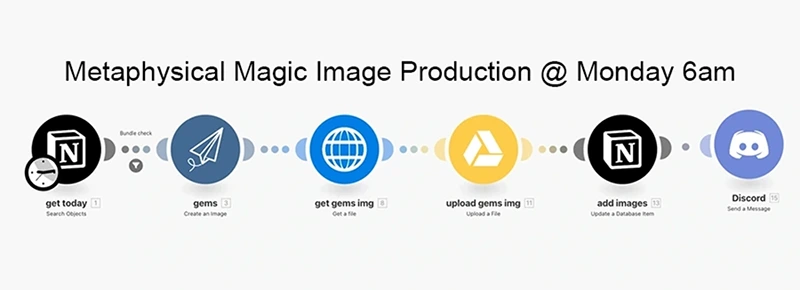 Metaphysical Magic Image Production @ Monday 6am
Bundle check
N
N
get today 1
Search Objects
gems 3
Create an Image
get gems img 8
Get a file
upload gems img 11
Upload a File
add images 13
Update a Database Item
Discord 15
Send a Message